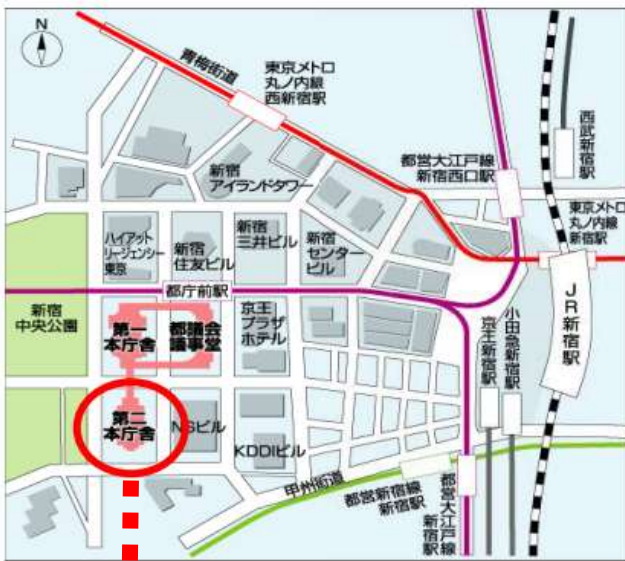 N
青梅街道
東京メトロ
丸ノ内線
西新宿駅
西武新宿駅
都営大江戸線
新宿西口駅
新宿
アイランドタワー
東京メトロ
丸ノ内線
新宿駅
ハイアット
リージェンシー
東京
新宿
住友ビル
新宿
三井ビル
新宿
センター
ビル
都庁前駅
JR新宿駅
新宿
中央公園
第一
本庁舎
都議会
議事堂
京王
プラザ
ホテル
京王新宿駅
小田急新宿駅
第二
本庁舎
NSビル
KDDIビル
甲州街道
都営新宿線
新宿駅
都営大江戸線
新宿駅